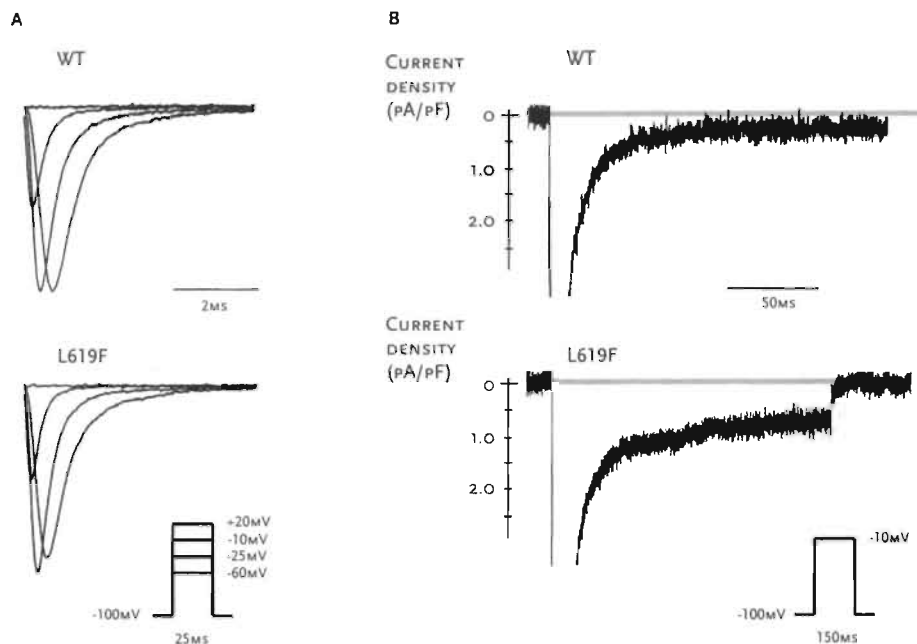 A
WT
2MS
L619F
+20MV
-10MV
-25MV
-60MV
-100MV
25MS
B
CURRENT
DENSITY
(PA/PF)
WT
0
1.0
2.0
50MS
CURRENT
DENSITY
(PA/PF)
L619F
0
1.0
2.0
-10MV
-100MV
150MS